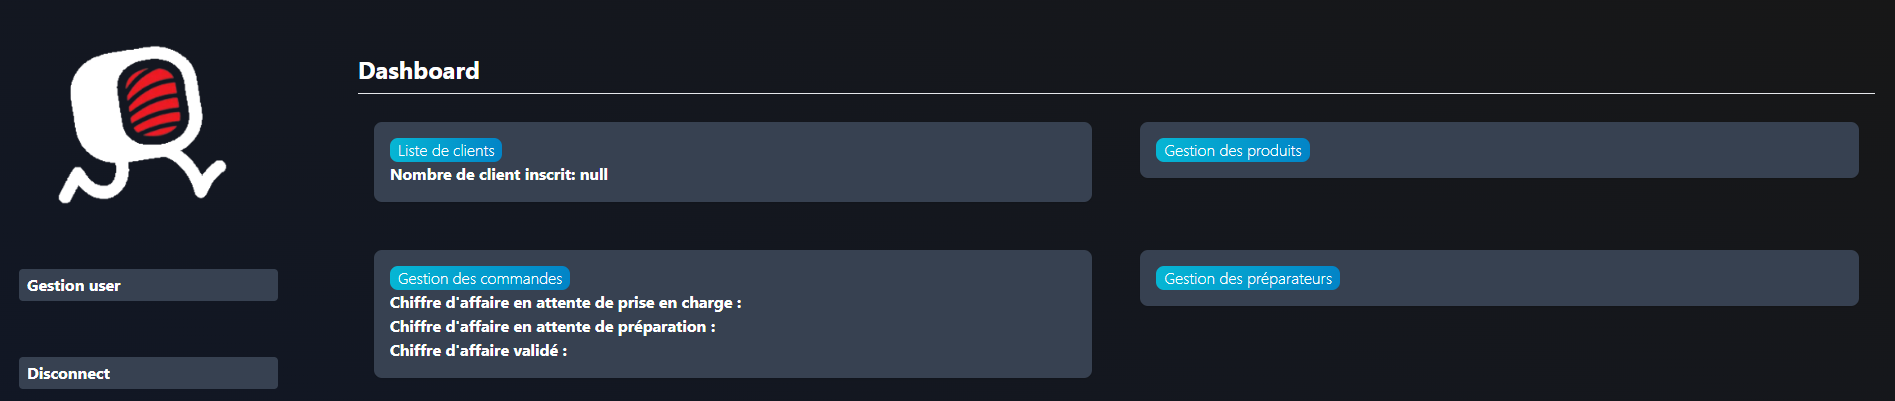 Dashboard
Liste de clients
Nombre de client inscrit: null
Gestion des produits
Gestion des commandes
Chiffre d'affaire en attente de prise en charge :
Chiffre d'affaire en attente de préparation :
Chiffre d'affaire validé :
Gestion des préparateurs
Gestion user
Disconnect